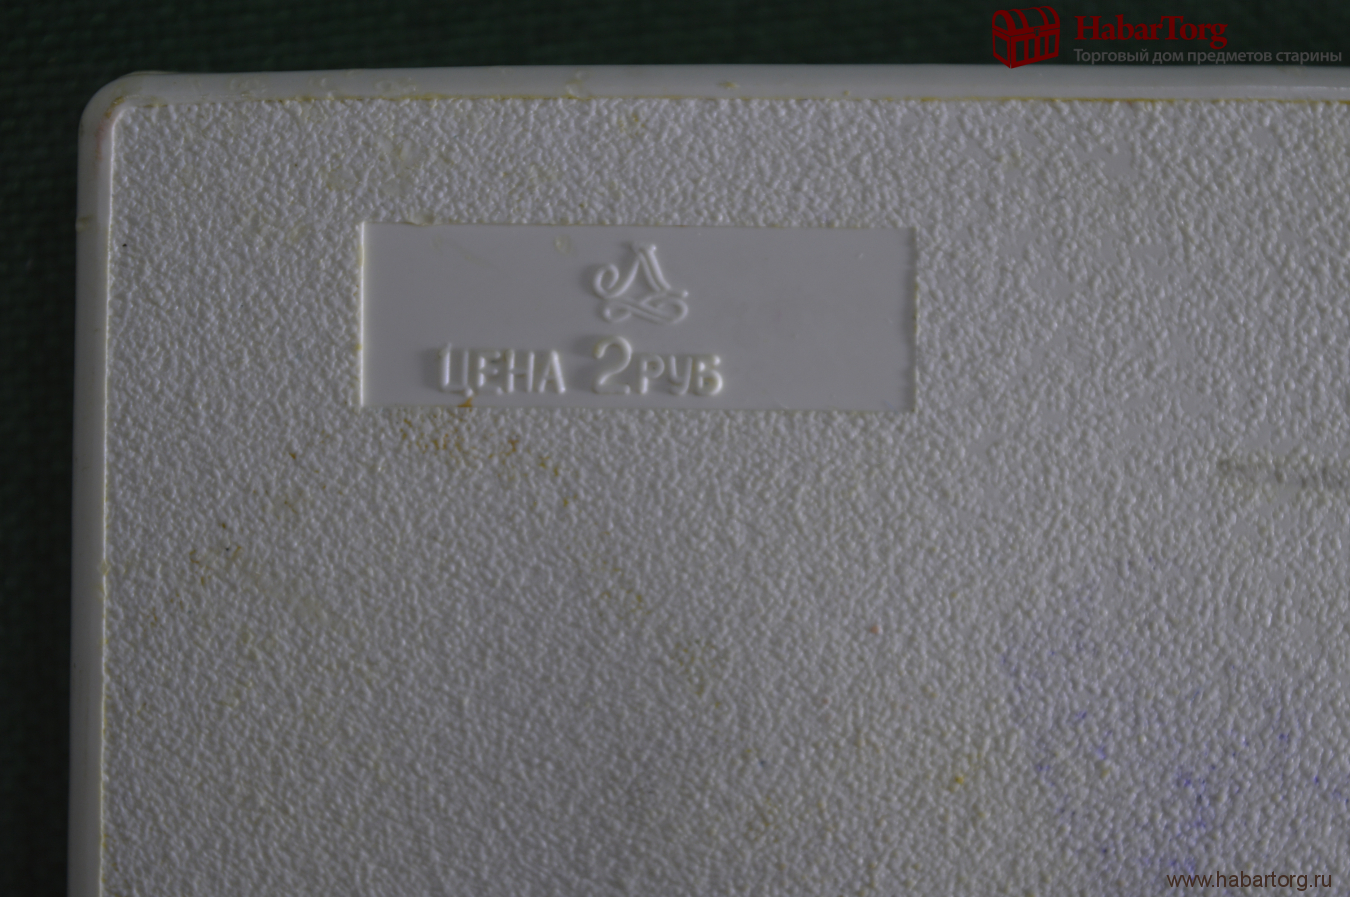 HabarTorg
Торговый дом предметов старины
ЦЕНА 2 РУБ
www.habartorg.ru